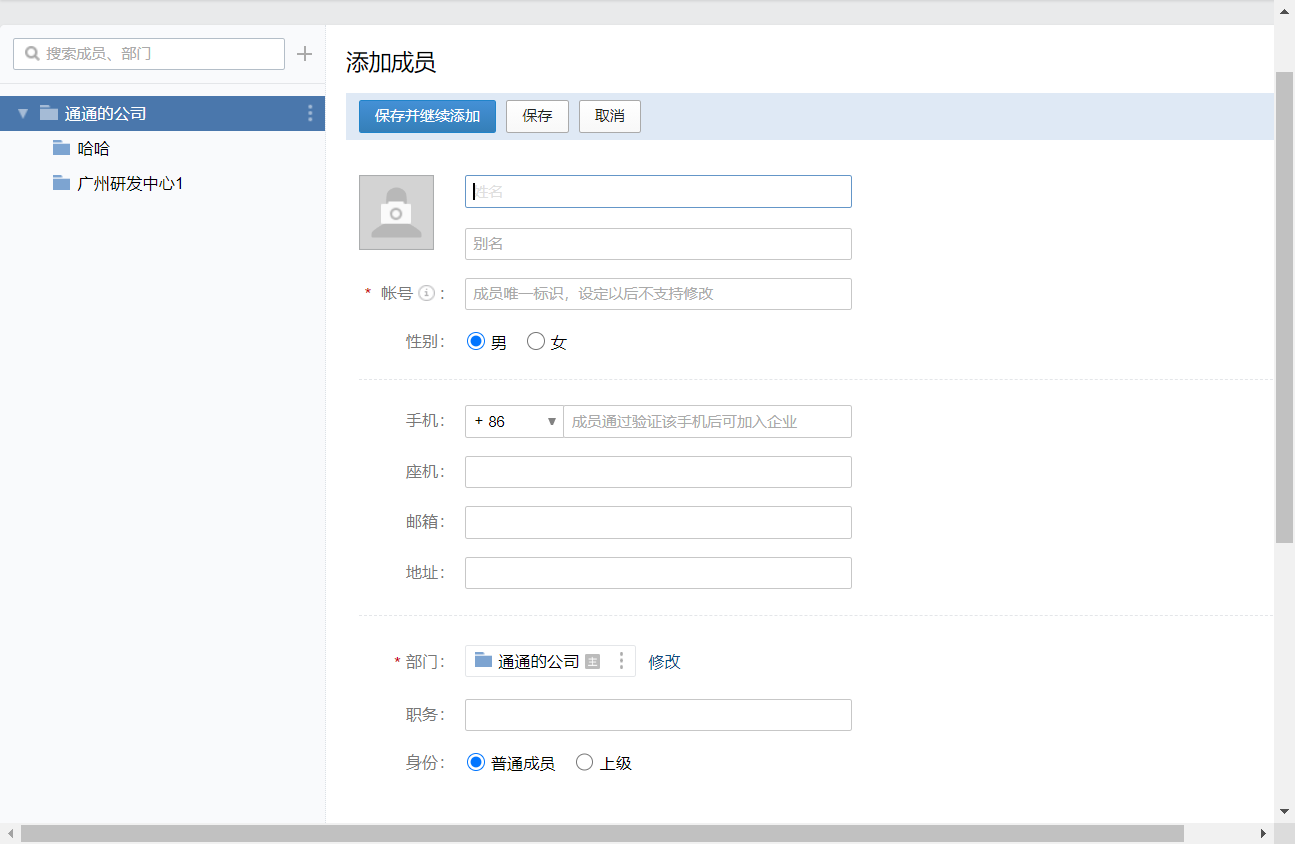 搜索成员、部门
通通的公司
哈哈
广州研发中心1
添加成员
保存并继续添加 保存 取消
姓名
别名
* 帐号 i : 成员唯一标识，设定以后不支持修改
性别: 男 女
手机: + 86 成员通过验证该手机后可加入企业
座机:
邮箱:
地址:
* 部门: 通通的公司 主 修改
职务:
身份: 普通成员 上级